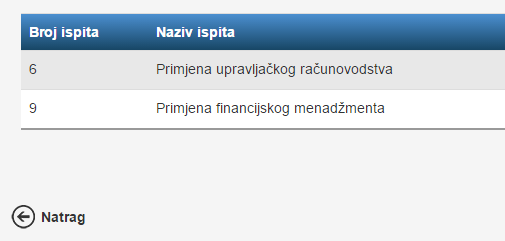 Broj ispita Naziv ispita
6 Primjena upravljačkog računovodstva
9 Primjena financijskog menadžmenta
Natrag